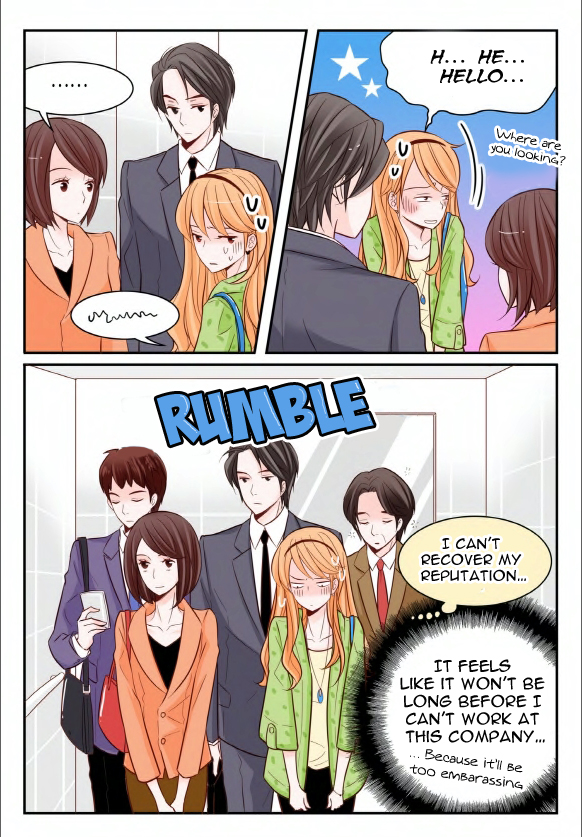 ......
H... HE...
HELLO...
Where are
you looking?
RUMBLE
I CAN'T
RECOVER MY
REPUTATION...
IT FEELS
LIKE IT WON'T BE
LONG BEFORE I
CAN'T WORK AT
THIS COMPANY...
... Because it'll be
too embarassing